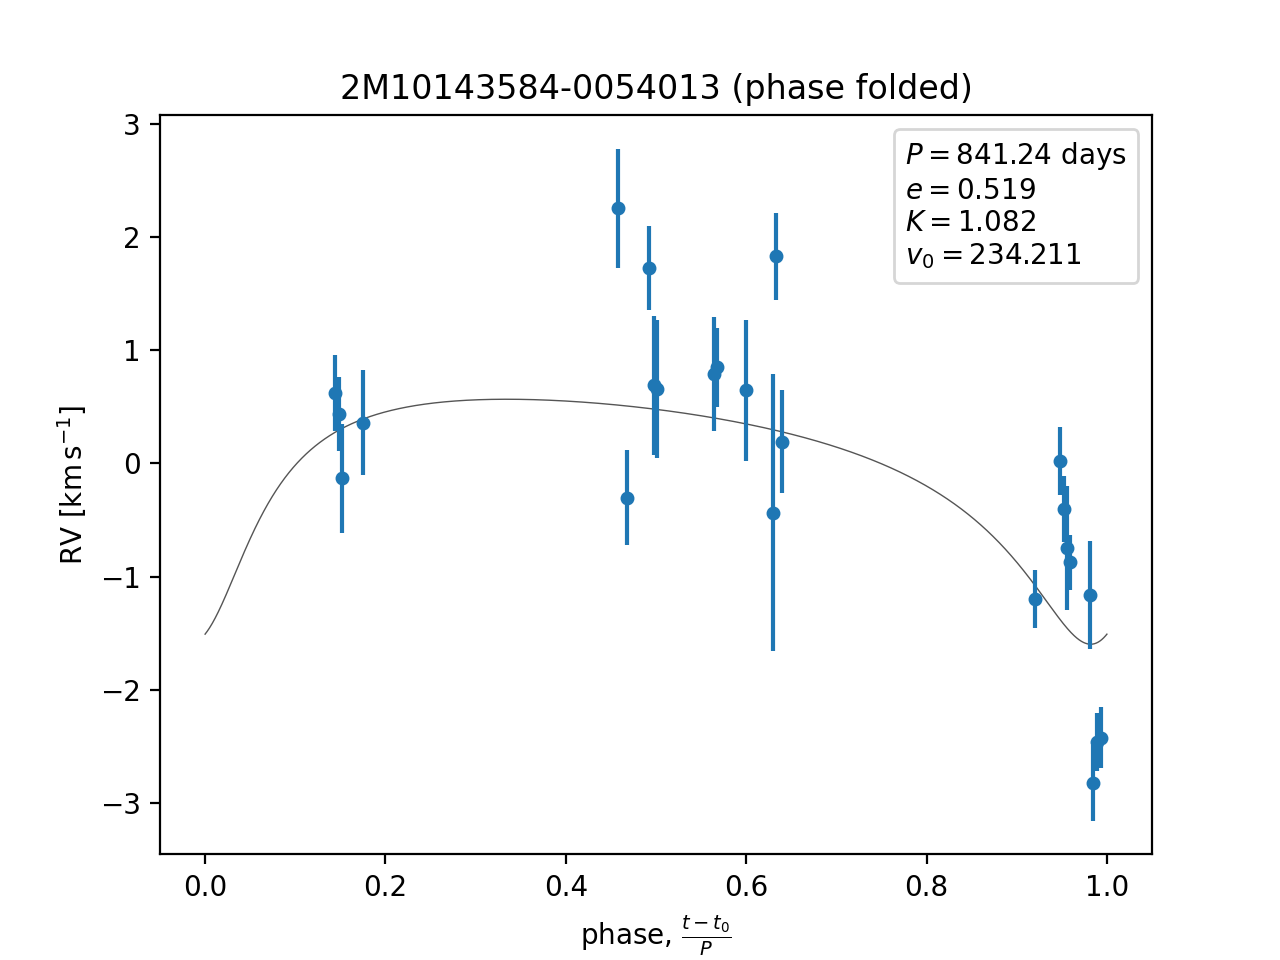 2M10143584-0054013 (phase folded)
P = 841.24 days
e = 0.519
K = 1.082
v₀ = 234.211
3
2
1
0
−1
−2
−3
RV [km s⁻¹]
0.0 0.2 0.4 0.6 0.8 1.0
phase, (t − t₀)/P